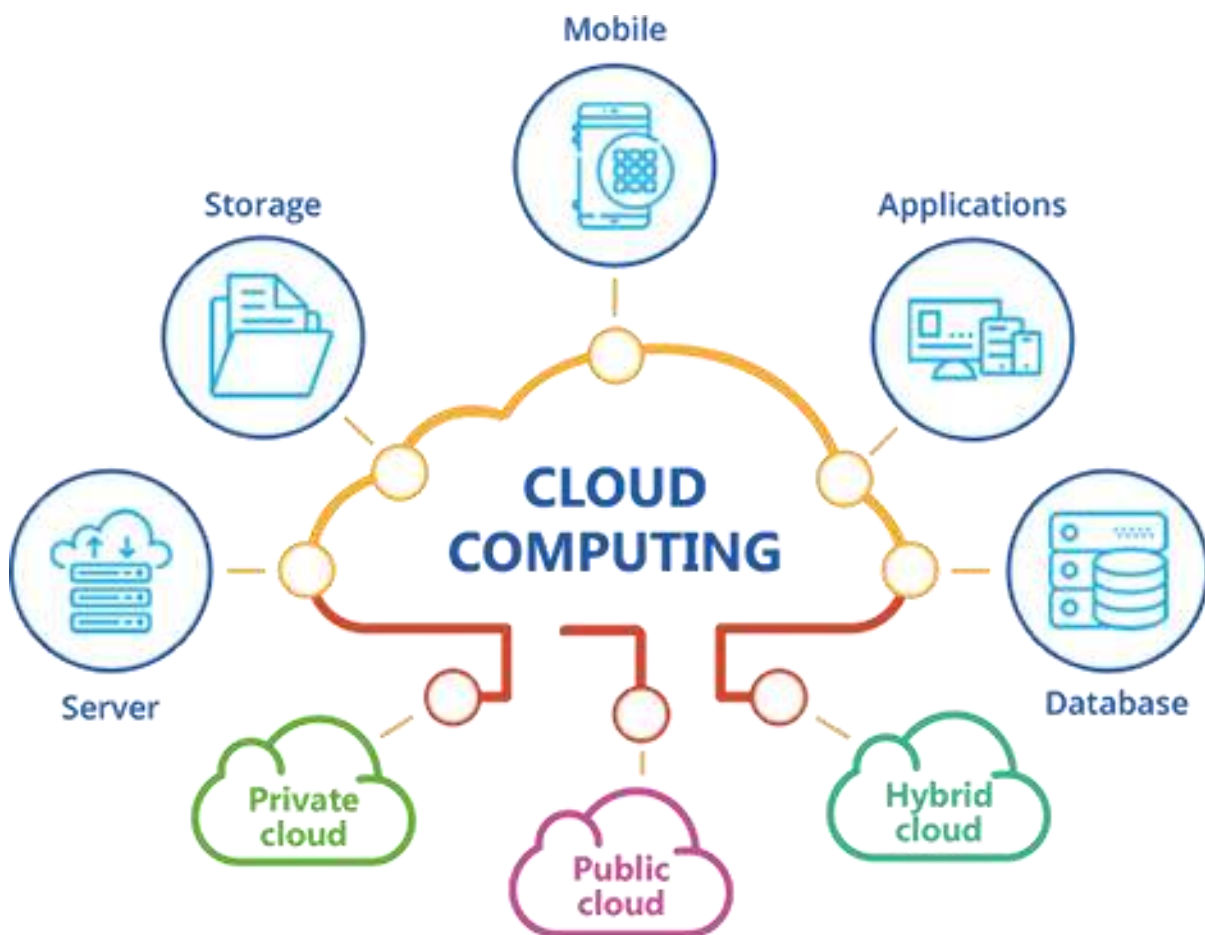 Mobile
Storage
Applications
CLOUD
COMPUTING
Server
Database
Private
cloud
Public
cloud
Hybrid
cloud